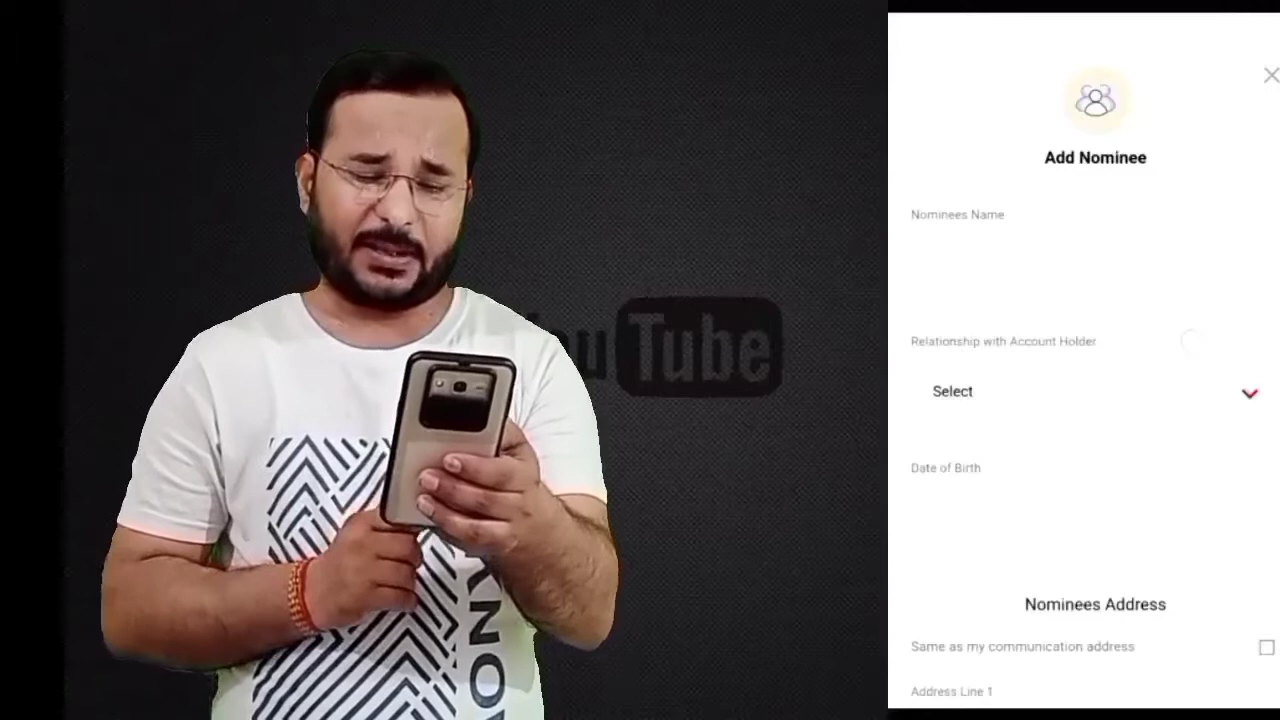 YouTube
Add Nominee
Nominees Name
Relationship with Account Holder
Select
Date of Birth
Nominees Address
Same as my communication address
Address Line 1